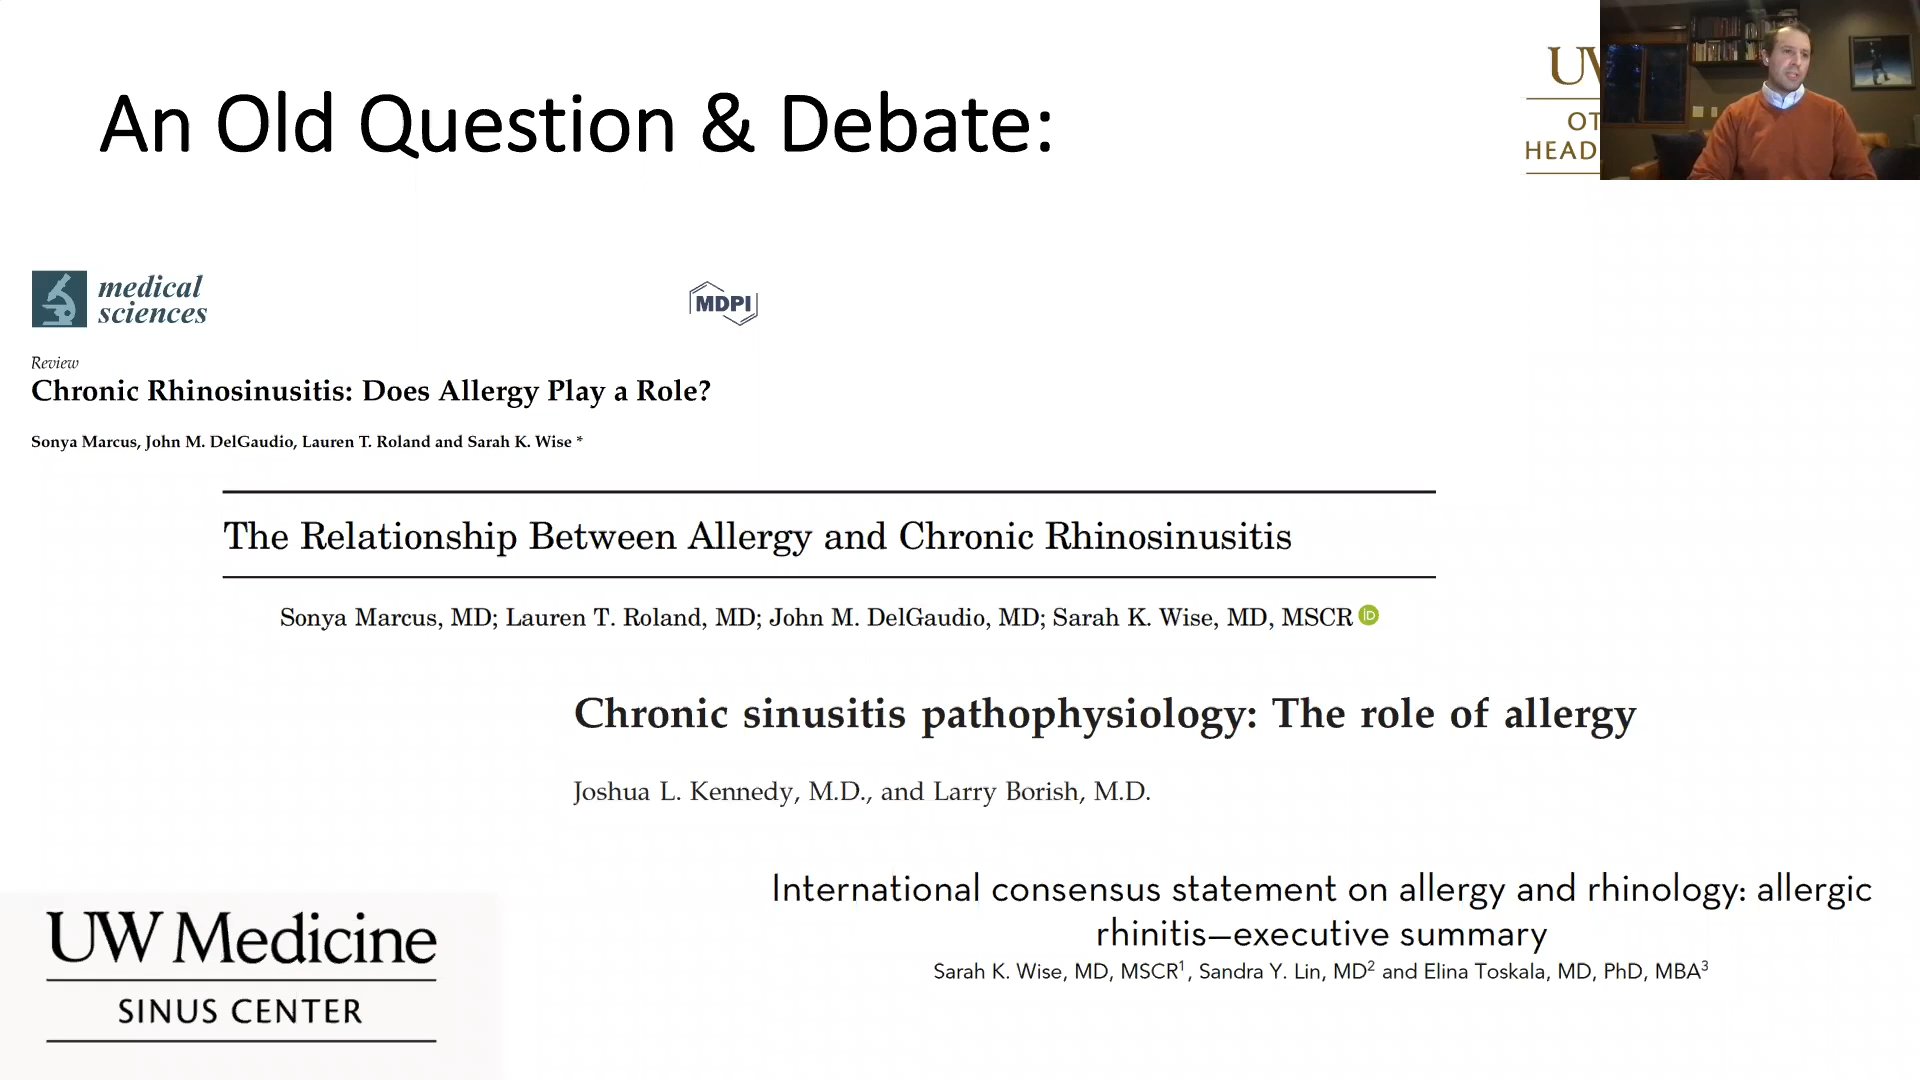 An Old Question & Debate:
UW
OT
HEAD
medical
sciences
MDPI
Review
Chronic Rhinosinusitis: Does Allergy Play a Role?
Sonya Marcus, John M. DelGaudio, Lauren T. Roland and Sarah K. Wise *
The Relationship Between Allergy and Chronic Rhinosinusitis
Sonya Marcus, MD; Lauren T. Roland, MD; John M. DelGaudio, MD; Sarah K. Wise, MD, MSCR iD
Chronic sinusitis pathophysiology: The role of allergy
Joshua L. Kennedy, M.D., and Larry Borish, M.D.
International consensus statement on allergy and rhinology: allergic
rhinitis—executive summary
Sarah K. Wise, MD, MSCR1, Sandra Y. Lin, MD2 and Elina Toskala, MD, PhD, MBA3
UW Medicine
SINUS CENTER